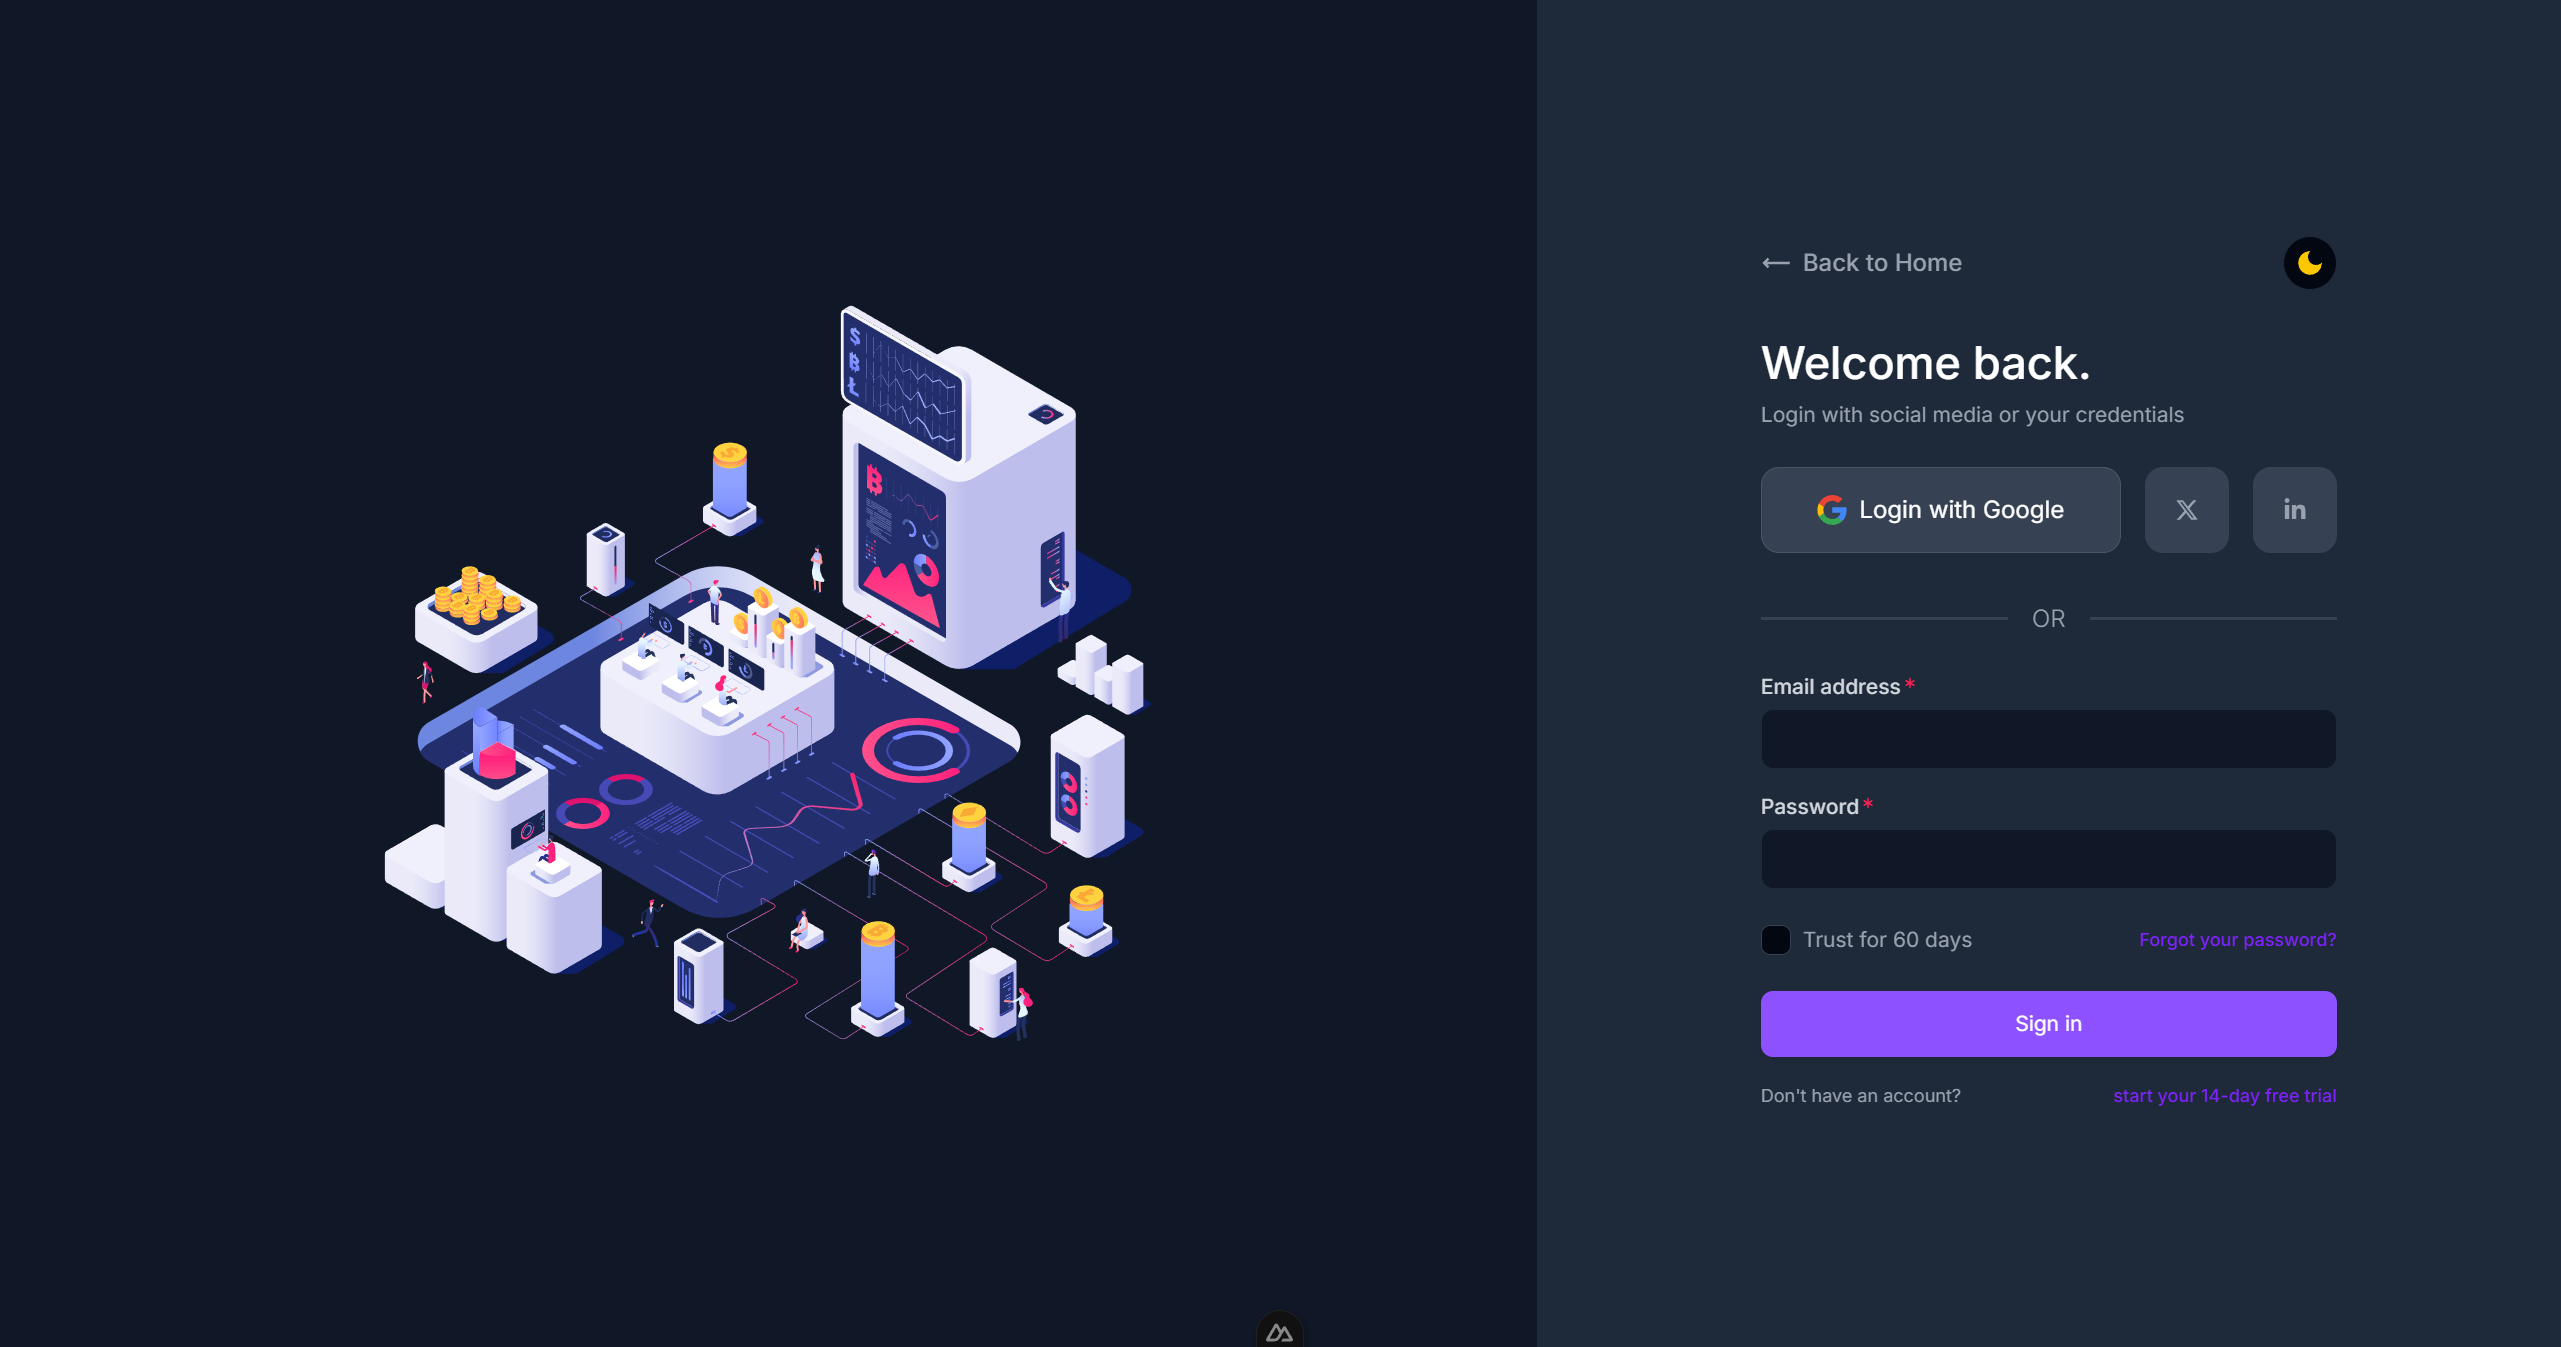 Back to Home
Welcome back.
Login with social media or your credentials
Login with Google
OR
Email address *
Password *
Trust for 60 days
Forgot your password?
Sign in
Don't have an account?
start your 14-day free trial